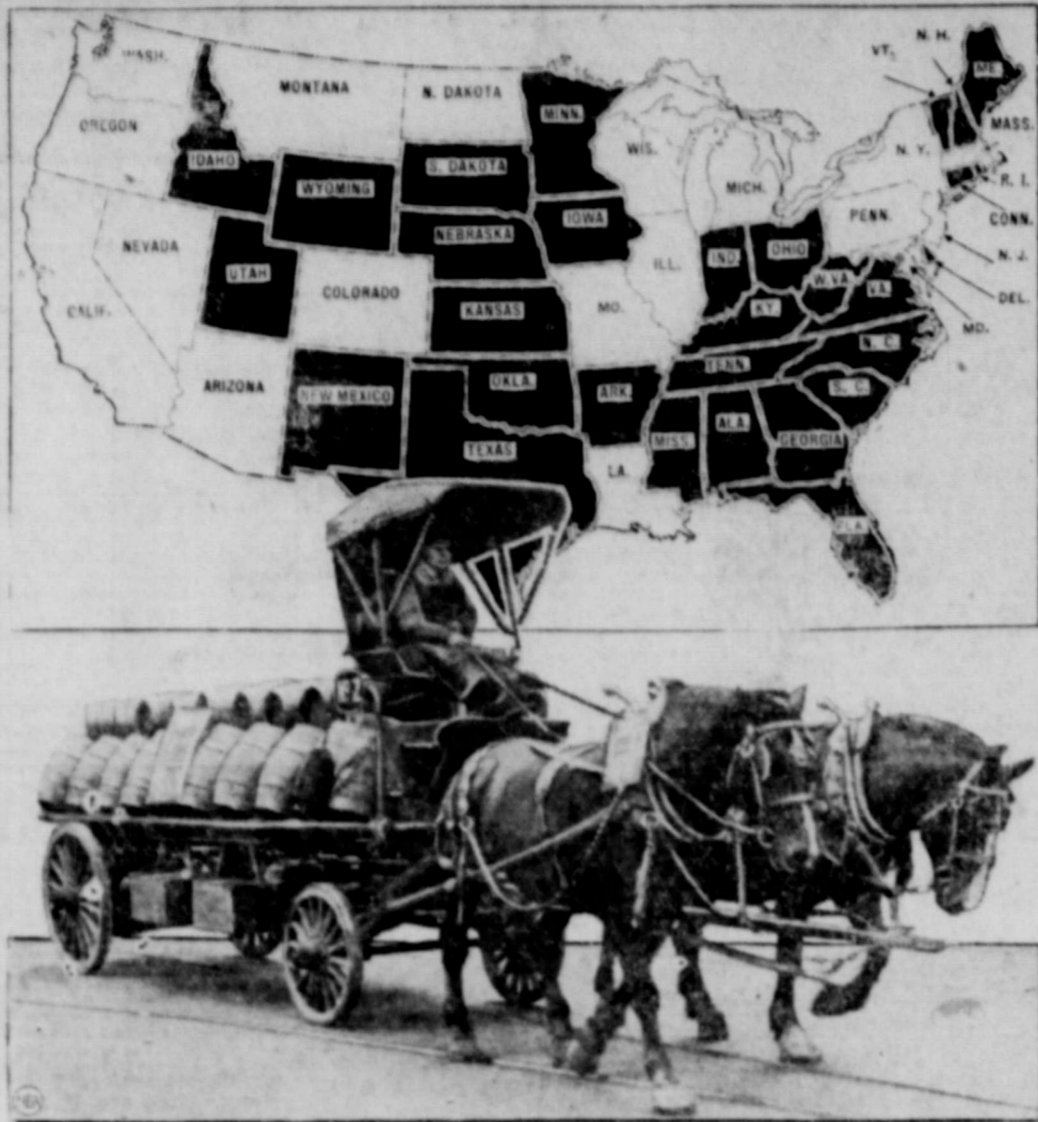 N. H.
VT.
WASH.
ME.
MONTANA
N. DAKOTA
MINN.
OREGON
MASS.
WIS.
N. Y.
IDAHO
S. DAKOTA
R. I.
WYOMING
MICH.
PENN.
CONN.
IOWA
NEBRASKA
OHIO
NEVADA
IND.
N. J.
ILL.
UTAH
W.VA.
COLORADO
VA.
DEL.
MO.
KY.
CALIF.
KANSAS
MD.
N. C.
TENN.
OKLA.
ARIZONA
S. C.
ARK.
NEW MEXICO
ALA.
MISS.
GEORGIA
TEXAS
LA.
FLA.
NEA